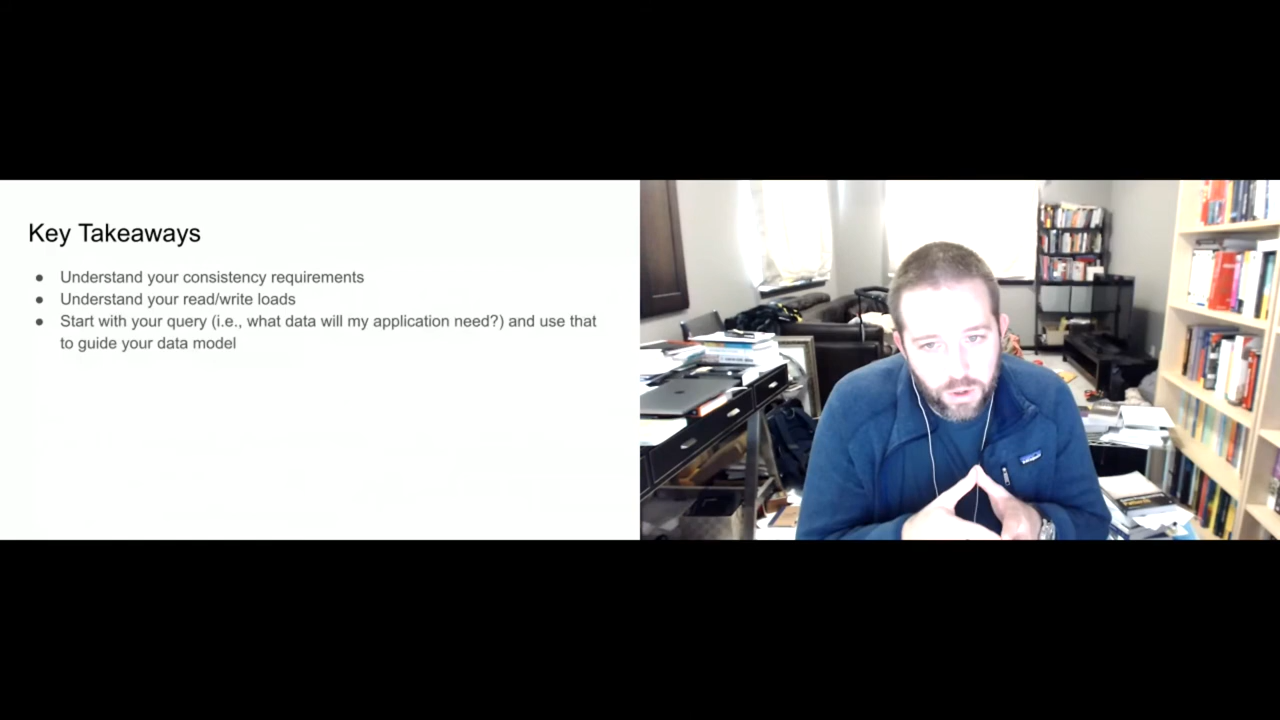 Key Takeaways
● Understand your consistency requirements
● Understand your read/write loads
● Start with your query (i.e., what data will my application need?) and use that
to guide your data model